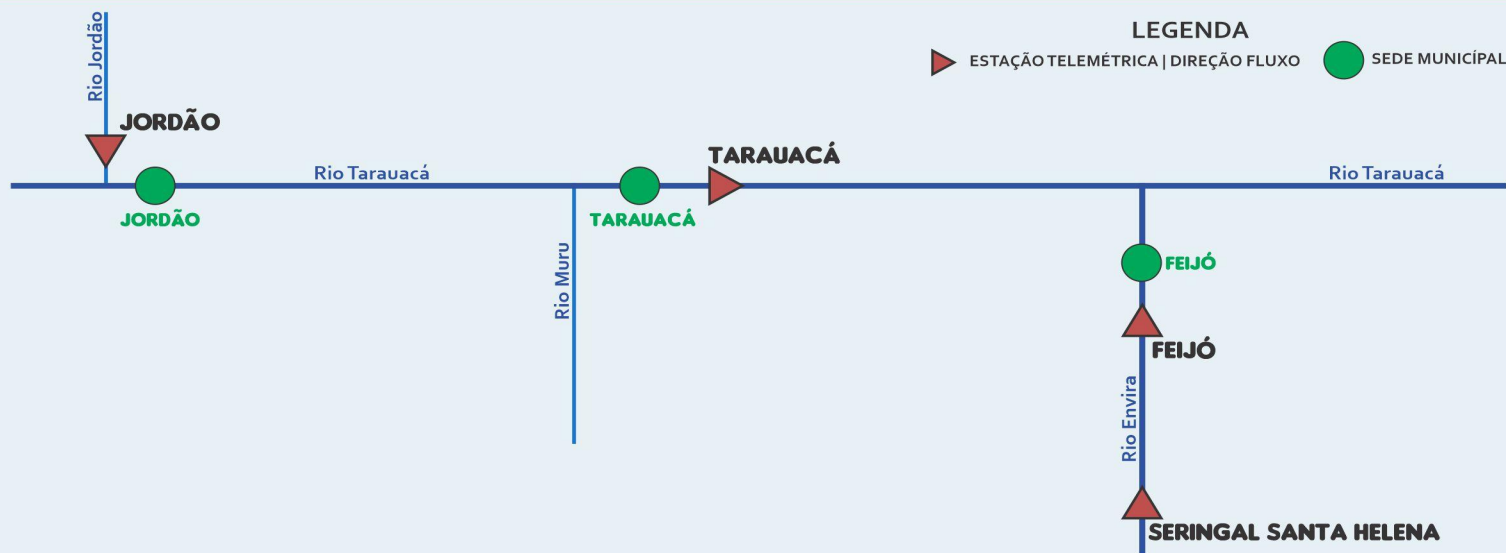 LEGENDA
ESTAÇÃO TELEMÉTRICA | DIREÇÃO FLUXO
SEDE MUNICÍPAL
Rio Jordão
JORDÃO
JORDÃO
Rio Tarauacá
TARAUACÁ
TARAUACÁ
Rio Tarauacá
Rio Muru
FEIJÓ
FEIJÓ
Rio Envira
SERINGAL SANTA HELENA